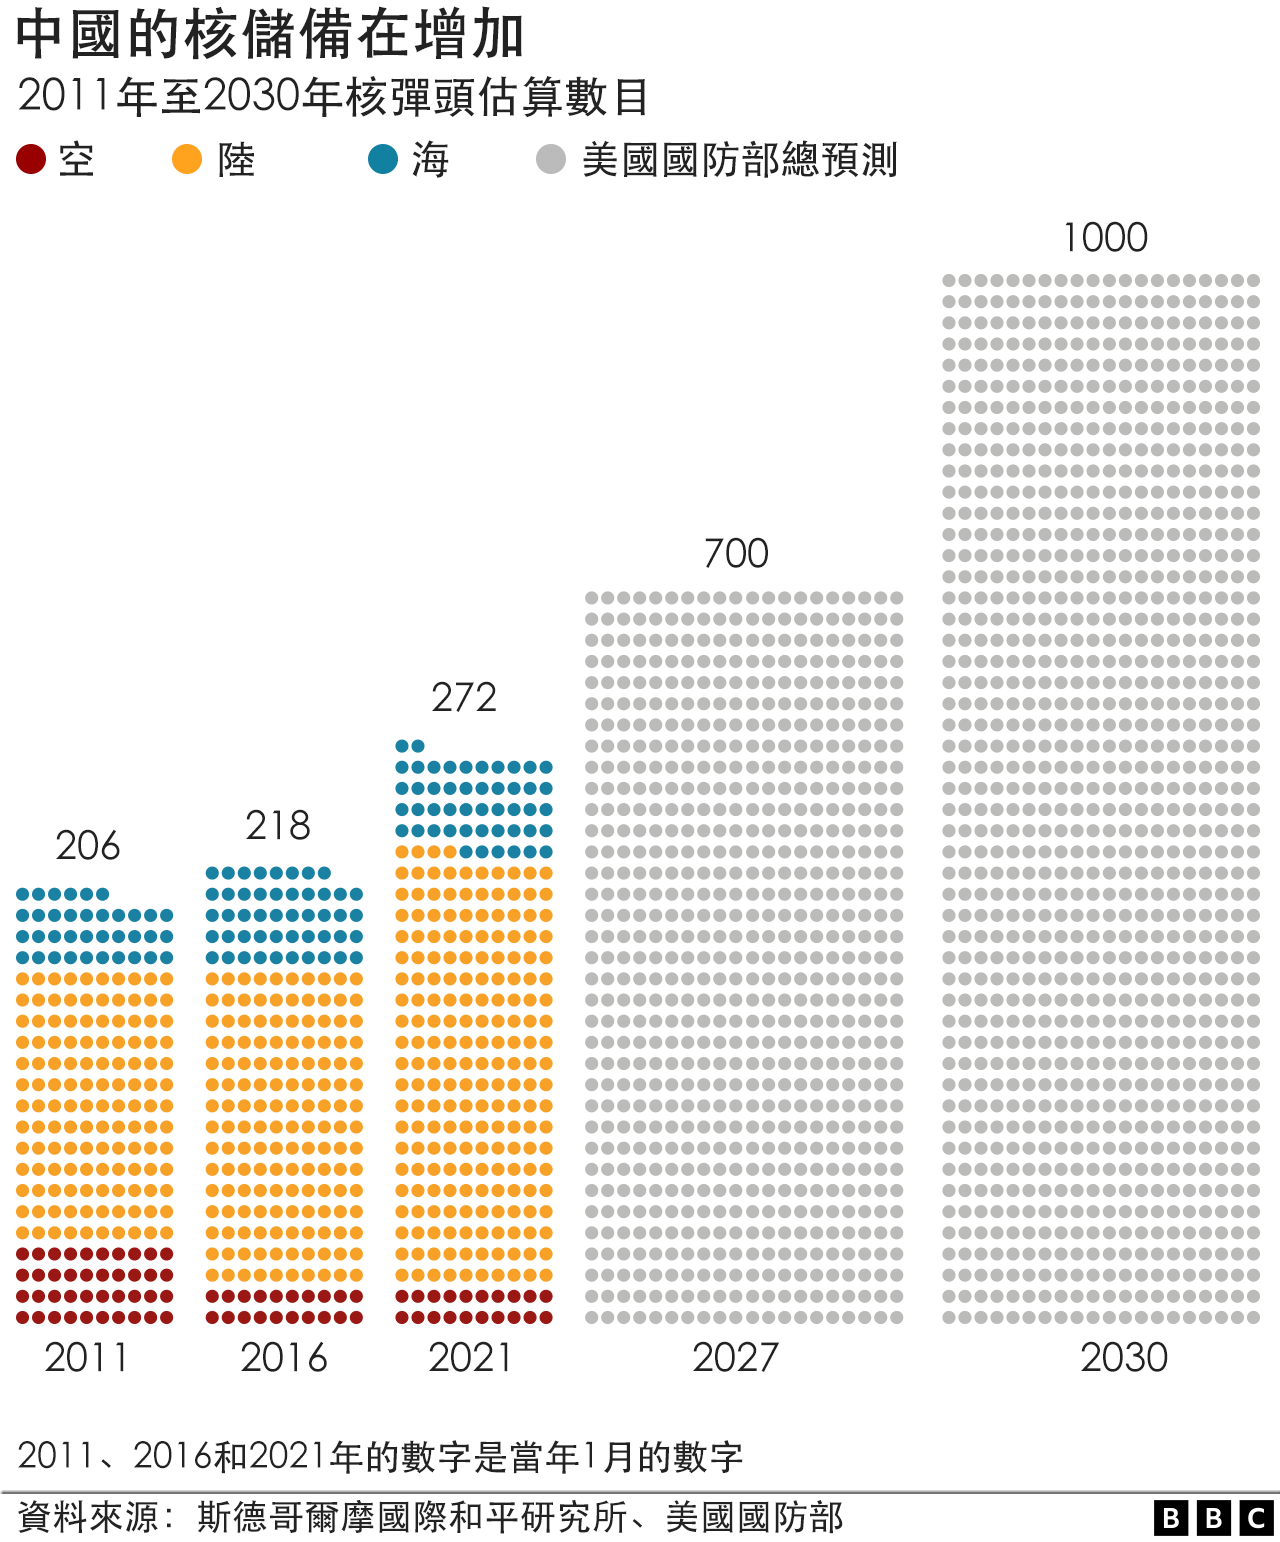 中國的核儲備在增加
2011年至2030年核彈頭估算數目
空 陸 海 美國國防部總預測
1000
700
272
218
206
2011 2016 2021 2027 2030
2011、2016和2021年的數字是當年1月的數字
資料來源：斯德哥爾摩國際和平研究所、美國國防部 BBC